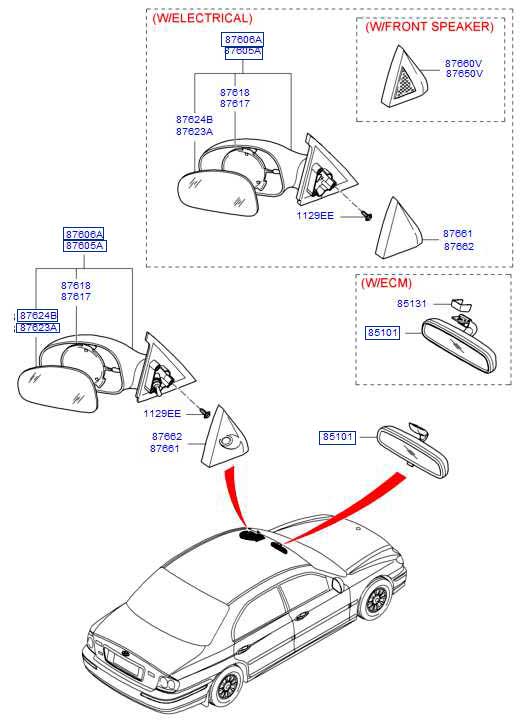 (W/ELECTRICAL)
87606A
87605A
(W/FRONT SPEAKER)
87660V
87650V
87618
87617
87624B
87623A
1129EE
87661
87662
87606A
87605A
87618
87617
87624B
87623A
(W/ECM)
85131
85101
1129EE
87662
87661
85101